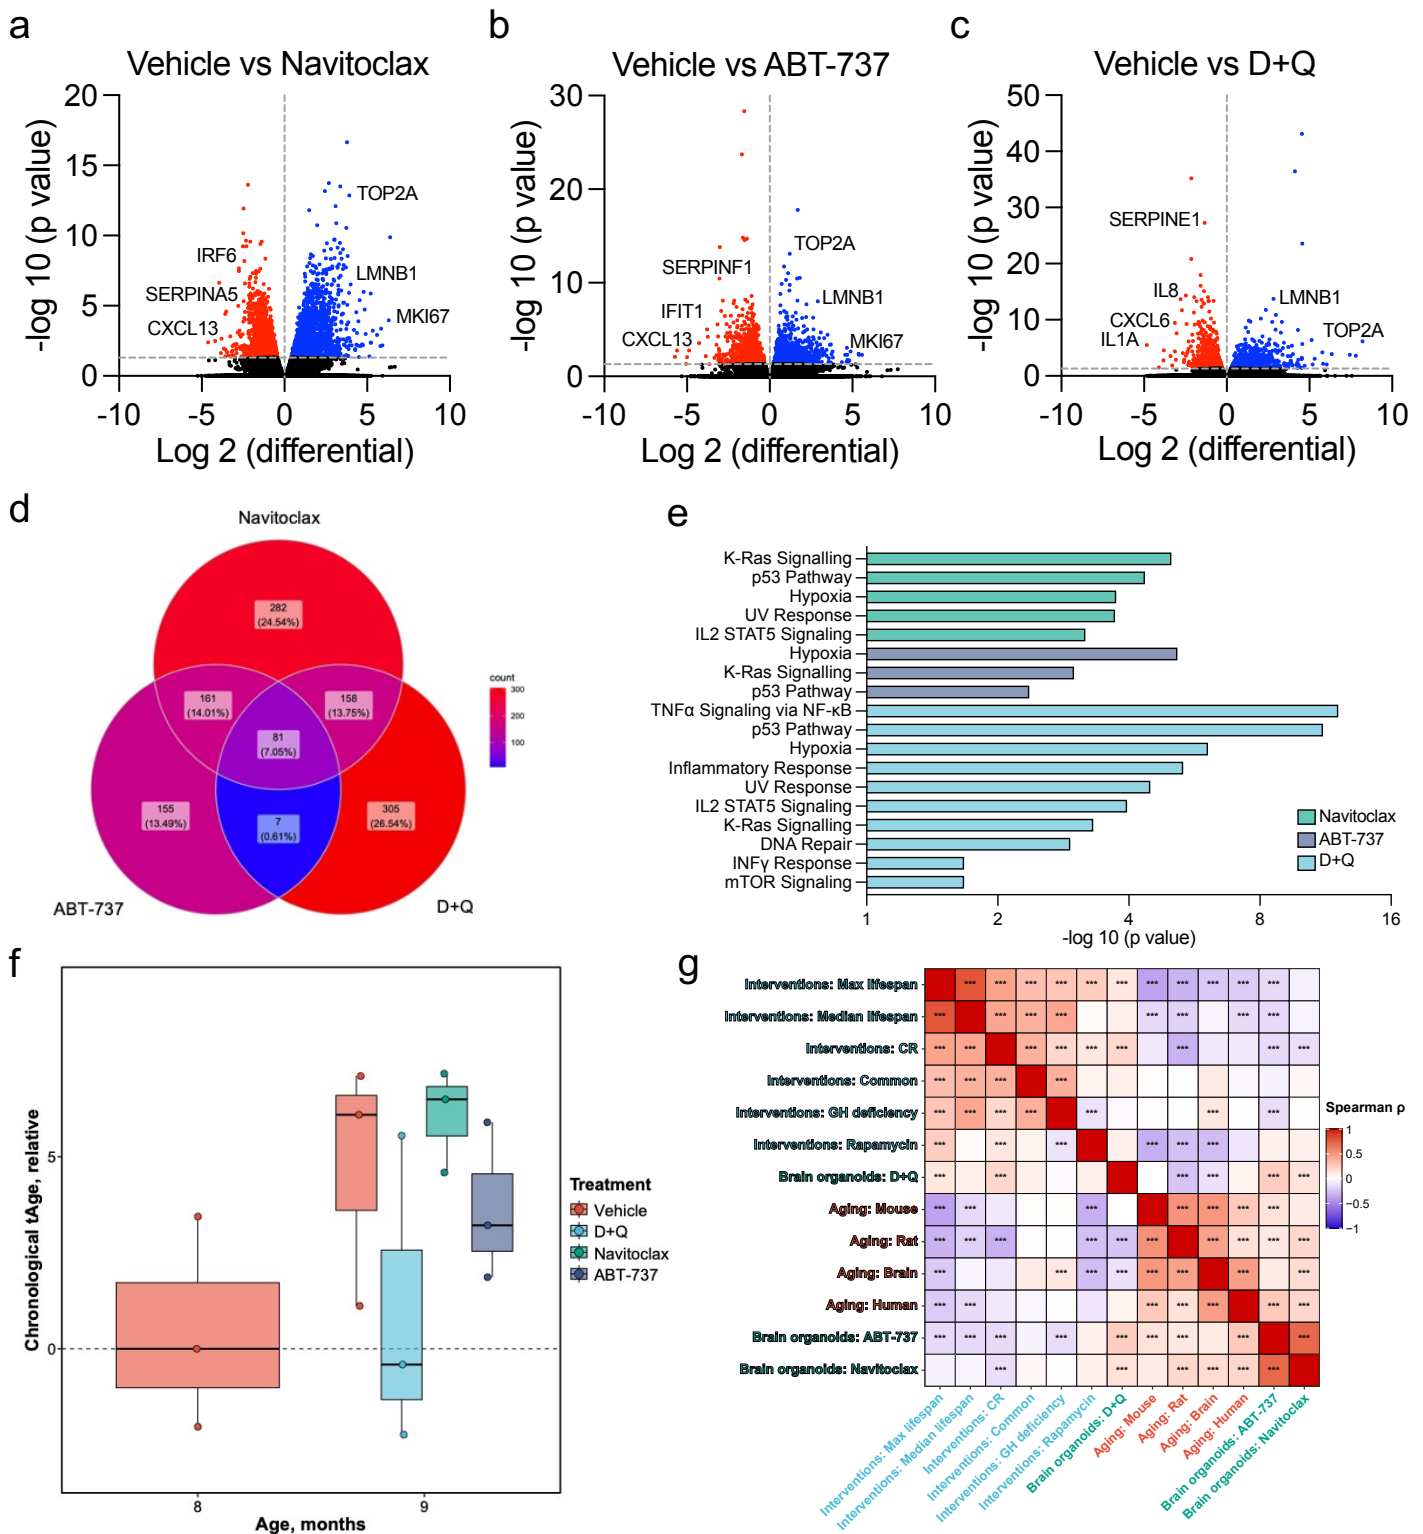 a
Vehicle vs Navitoclax
-log 10 (p value)
20
15
10
5
0
-10
-5
0
5
10
Log 2 (differential)
TOP2A
IRF6
LMNB1
SERPINA5
CXCL13
MKI67
b
Vehicle vs ABT-737
-log 10 (p value)
30
20
10
0
-10
-5
0
5
10
Log 2 (differential)
TOP2A
SERPINF1
LMNB1
IFIT1
CXCL13
MKI67
c
Vehicle vs D+Q
-log 10 (p value)
50
40
30
20
10
0
-10
-5
0
5
10
Log 2 (differential)
SERPINE1
IL8
LMNB1
CXCL6
TOP2A
IL1A
d
Navitoclax
282
(24.54%)
161
(14.01%)
158
(13.75%)
81
(7.05%)
155
(13.49%)
7
(0.61%)
305
(26.54%)
ABT-737
D+Q
count
300
200
100
e
K-Ras Signalling
p53 Pathway
Hypoxia
UV Response
IL2 STAT5 Signaling
Hypoxia
K-Ras Signalling
p53 Pathway
TNFα Signaling via NF-κB
p53 Pathway
Hypoxia
Inflammatory Response
UV Response
IL2 STAT5 Signaling
K-Ras Signalling
DNA Repair
INFγ Response
mTOR Signaling
1
2
4
8
16
-log 10 (p value)
Navitoclax
ABT-737
D+Q
f
Chronological tAge, relative
5
0
8
9
Age, months
Treatment
Vehicle
D+Q
Navitoclax
ABT-737
g
Interventions: Max lifespan *** *** *** *** *** *** *** *** *** *** ***
Interventions: Median lifespan *** *** *** *** *** *** *** ***
Interventions: CR *** *** *** *** *** *** *** *** ***
Interventions: Common *** *** *** ***
Interventions: GH deficiency *** *** *** *** *** *** ***
Interventions: Rapamycin *** *** *** *** *** ***
Brain organoids: D+Q *** *** *** *** *** ***
Aging: Mouse *** *** *** *** *** *** ***
Aging: Rat *** *** *** *** *** *** *** *** ***
Aging: Brain *** *** *** *** *** *** *** ***
Aging: Human *** *** *** *** *** *** ***
Brain organoids: ABT-737 *** *** *** *** *** *** *** *** ***
Brain organoids: Navitoclax *** *** *** *** *** ***
Interventions: Max lifespan
Interventions: Median lifespan
Interventions: CR
Interventions: Common
Interventions: GH deficiency
Interventions: Rapamycin
Brain organoids: D+Q
Aging: Mouse
Aging: Rat
Aging: Brain
Aging: Human
Brain organoids: ABT-737
Brain organoids: Navitoclax
Spearman ρ
1
0.5
0
−0.5
−1